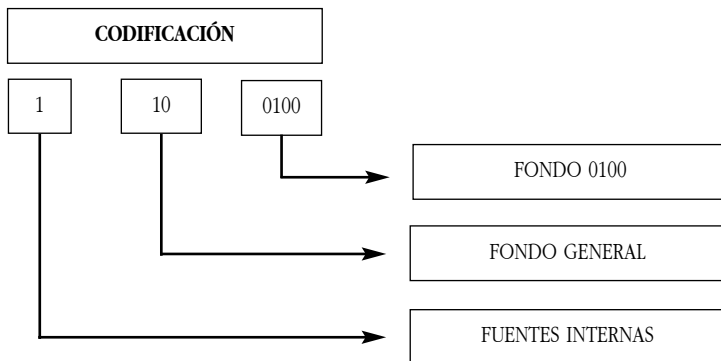 CODIFICACIÓN
1 10 0100
FONDO 0100
FONDO GENERAL
FUENTES INTERNAS